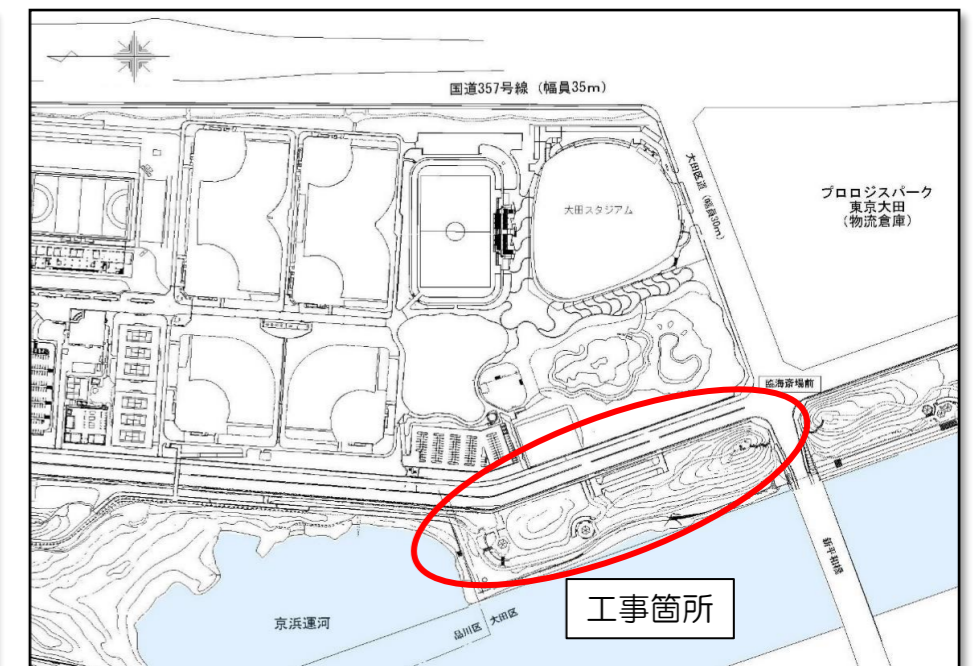 国道357号線（幅員35m）
大田区道（幅員30m）
プロロジスパーク
東京大田
（物流倉庫）
大田スタジアム
臨海斎場前
新平和橋
工事箇所
京浜運河
品川区
大田区